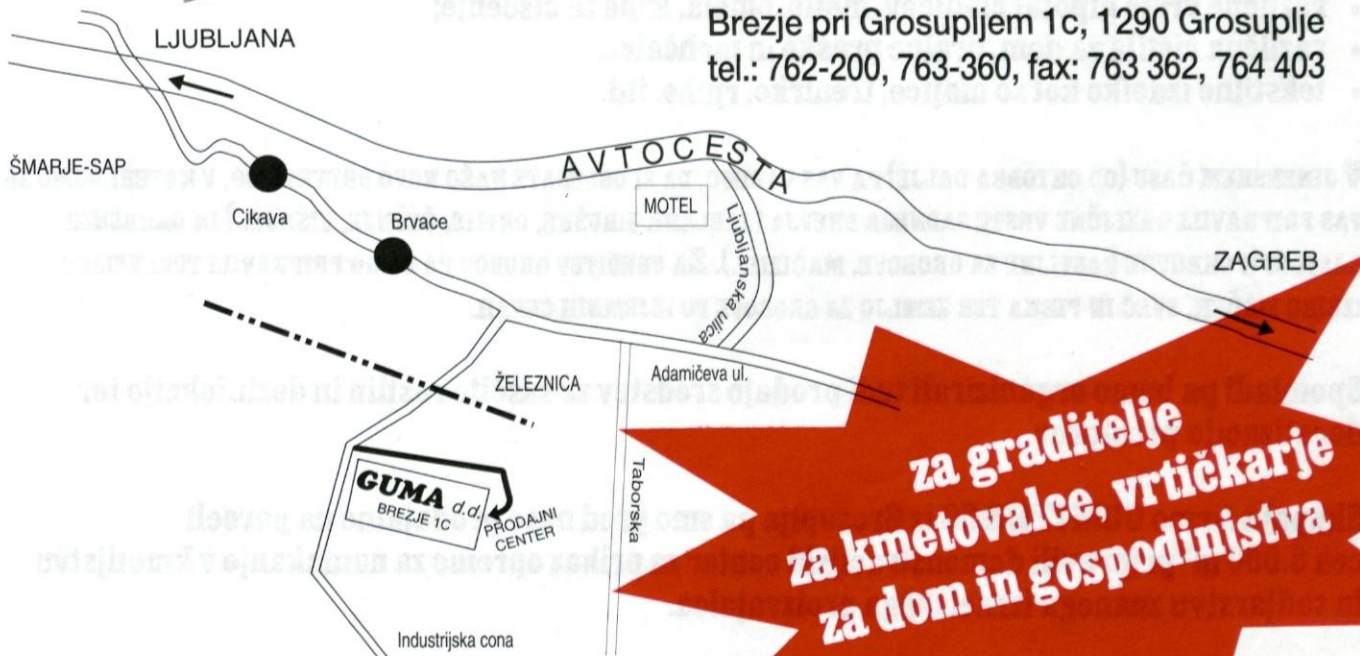 Brezje pri Grosupljem 1c, 1290 Grosuplje
tel.: 762-200, 763-360, fax: 763 362, 764 403
LJUBLJANA
ŠMARJE-SAP
Cikava
Brvace
AVTOCESTA
MOTEL
Ljubljanska ulica
ZAGREB
ŽELEZNICA
Adamičeva ul.
Taborska
GUMA d.d.
BREZJE 1C
PRODAJNI
CENTER
Industrijska cona
za graditelje
za kmetovalce, vrtičkarje
za dom in gospodinjstva